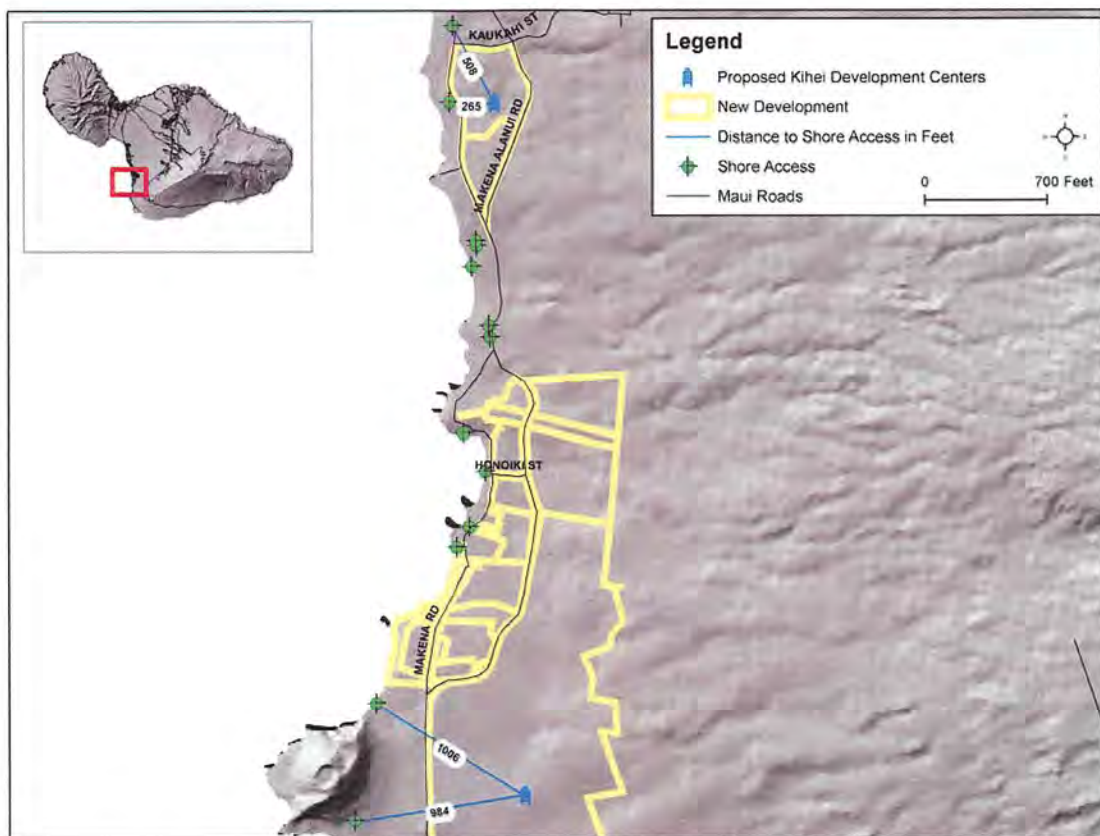 KAUKAHI ST
508
265
MAKENA ALANUI RD
HONOIKI ST
MAKENA RD
1006
984
Legend
Proposed Kihei Development Centers
New Development
Distance to Shore Access in Feet
Shore Access
Maui Roads
0 700 Feet